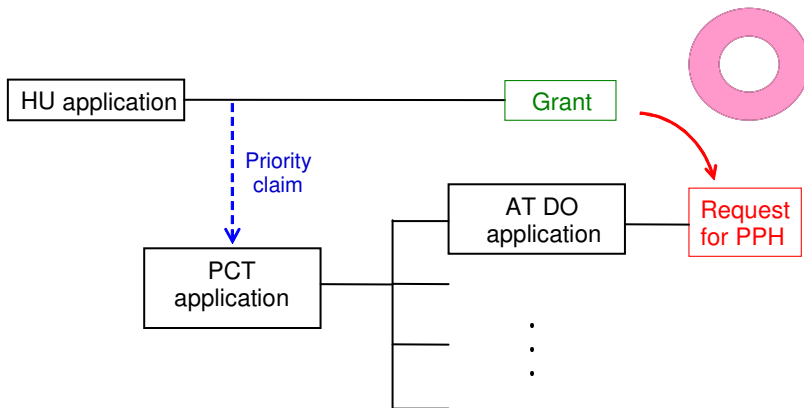 HU application
Grant
Priority
claim
AT DO
application
Request
for PPH
PCT
application